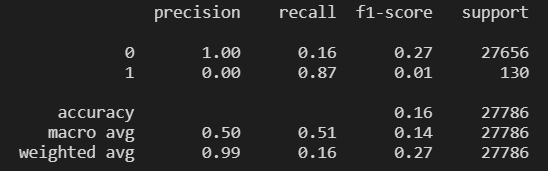 precision recall f1-score support
0 1.00 0.16 0.27 27656
1 0.00 0.87 0.01 130
accuracy 0.16 27786
macro avg 0.50 0.51 0.14 27786
weighted avg 0.99 0.16 0.27 27786